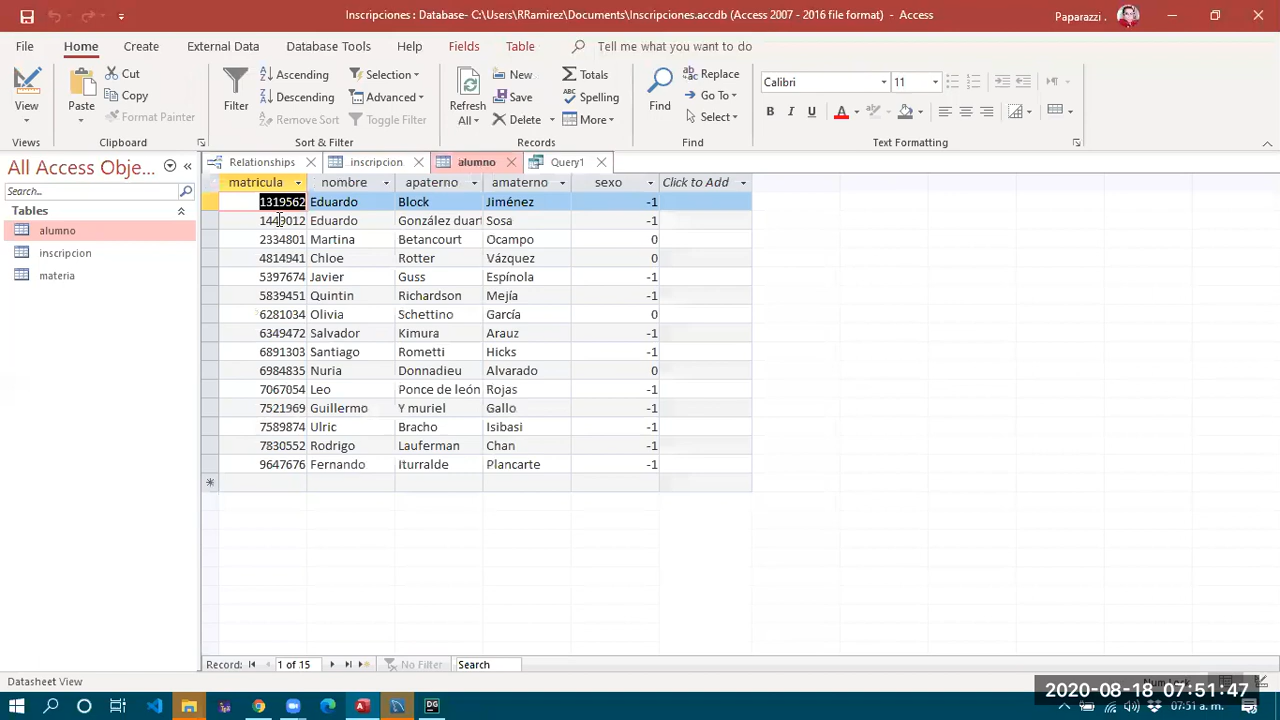 Inscripciones : Database- C:\Users\RRamirez\Documents\Inscripciones.accdb (Access 2007 - 2016 file format) - Access
Paparazzi .
File Home Create External Data Database Tools Help Fields Table Tell me what you want to do
View
Views
Paste
Cut
Copy
Format Painter
Clipboard
Filter
Ascending
Descending
Remove Sort
Selection
Advanced
Toggle Filter
Sort & Filter
Refresh All
New
Save
Delete
Totals
Spelling
More
Records
Find
Replace
Go To
Select
Find
Calibri 11
B I U A
Text Formatting
All Access Obje...
Search...
Tables
alumno
inscripcion
materia
Relationships inscripcion alumno Query1
matricula nombre apaterno amaterno sexo Click to Add
1319562 Eduardo Block Jiménez -1
1449012 Eduardo González duart Sosa -1
2334801 Martina Betancourt Ocampo 0
4814941 Chloe Rotter Vázquez 0
5397674 Javier Guss Espínola -1
5839451 Quintin Richardson Mejía -1
6281034 Olivia Schettino García 0
6349472 Salvador Kimura Arauz -1
6891303 Santiago Rometti Hicks -1
6984835 Nuria Donnadieu Alvarado 0
7067054 Leo Ponce de león Rojas -1
7521969 Guillermo Y muriel Gallo -1
7589874 Ulric Bracho Isibasi -1
7830552 Rodrigo Lauferman Chan -1
9647676 Fernando Iturralde Plancarte -1
Record: 1 of 15 No Filter Search
Datasheet View
Num Lock
2020-08-18 07:51:47
07:51 a. m.